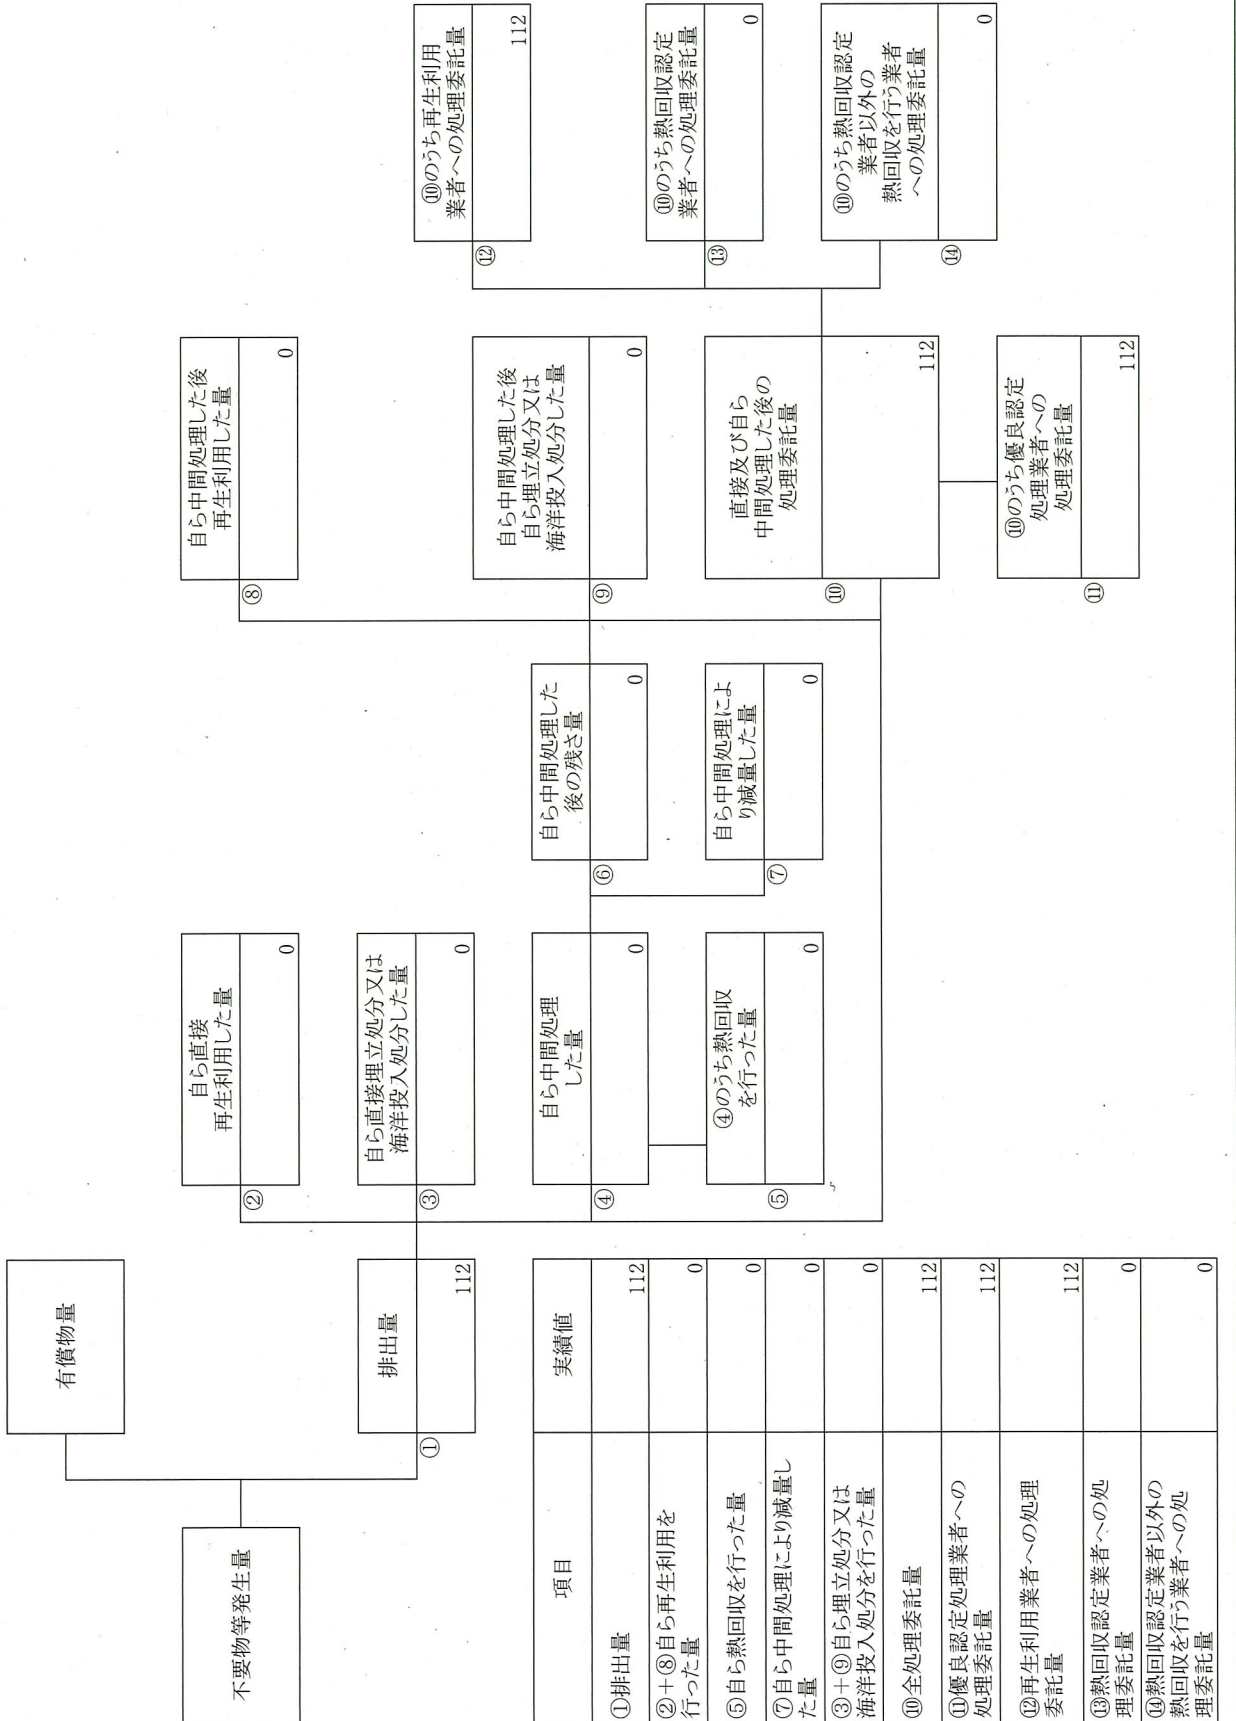 不要物等発生量
有償物量
①
排出量
112
②
自ら直接
再生利用した量
0
③
自ら直接埋立処分又は
海洋投入処分した量
0
④
自ら中間処理
した量
0
⑤
④のうち熱回収
を行った量
0
⑥
自ら中間処理した
後の残さ量
0
⑦
自ら中間処理によ
り減量した量
0
⑧
自ら中間処理した後
再生利用した量
0
⑨
自ら中間処理した後
自ら埋立処分又は
海洋投入処分した量
0
⑩
直接及び自ら
中間処理した後の
処理委託量
112
⑪
⑩のうち優良認定
処理業者への
処理委託量
112
⑫
⑩のうち再生利用
業者への処理委託量
112
⑬
⑩のうち熱回収認定
業者への処理委託量
0
⑭
⑩のうち熱回収認定
業者以外の
熱回収を行う業者
への処理委託量
0
項目 実績値
①排出量 112
②+⑧自ら再生利用を
行った量 0
⑤自ら熱回収を行った量 0
⑦自ら中間処理により減量し
た量 0
③+⑨自ら埋立処分又は
海洋投入処分を行った量 0
⑩全処理委託量 112
⑪優良認定処理業者への
処理委託量 112
⑫再生利用業者への処理
委託量 112
⑬熱回収認定業者への処
理委託量 0
⑭熱回収認定業者以外の
熱回収を行う業者への処
理委託量 0